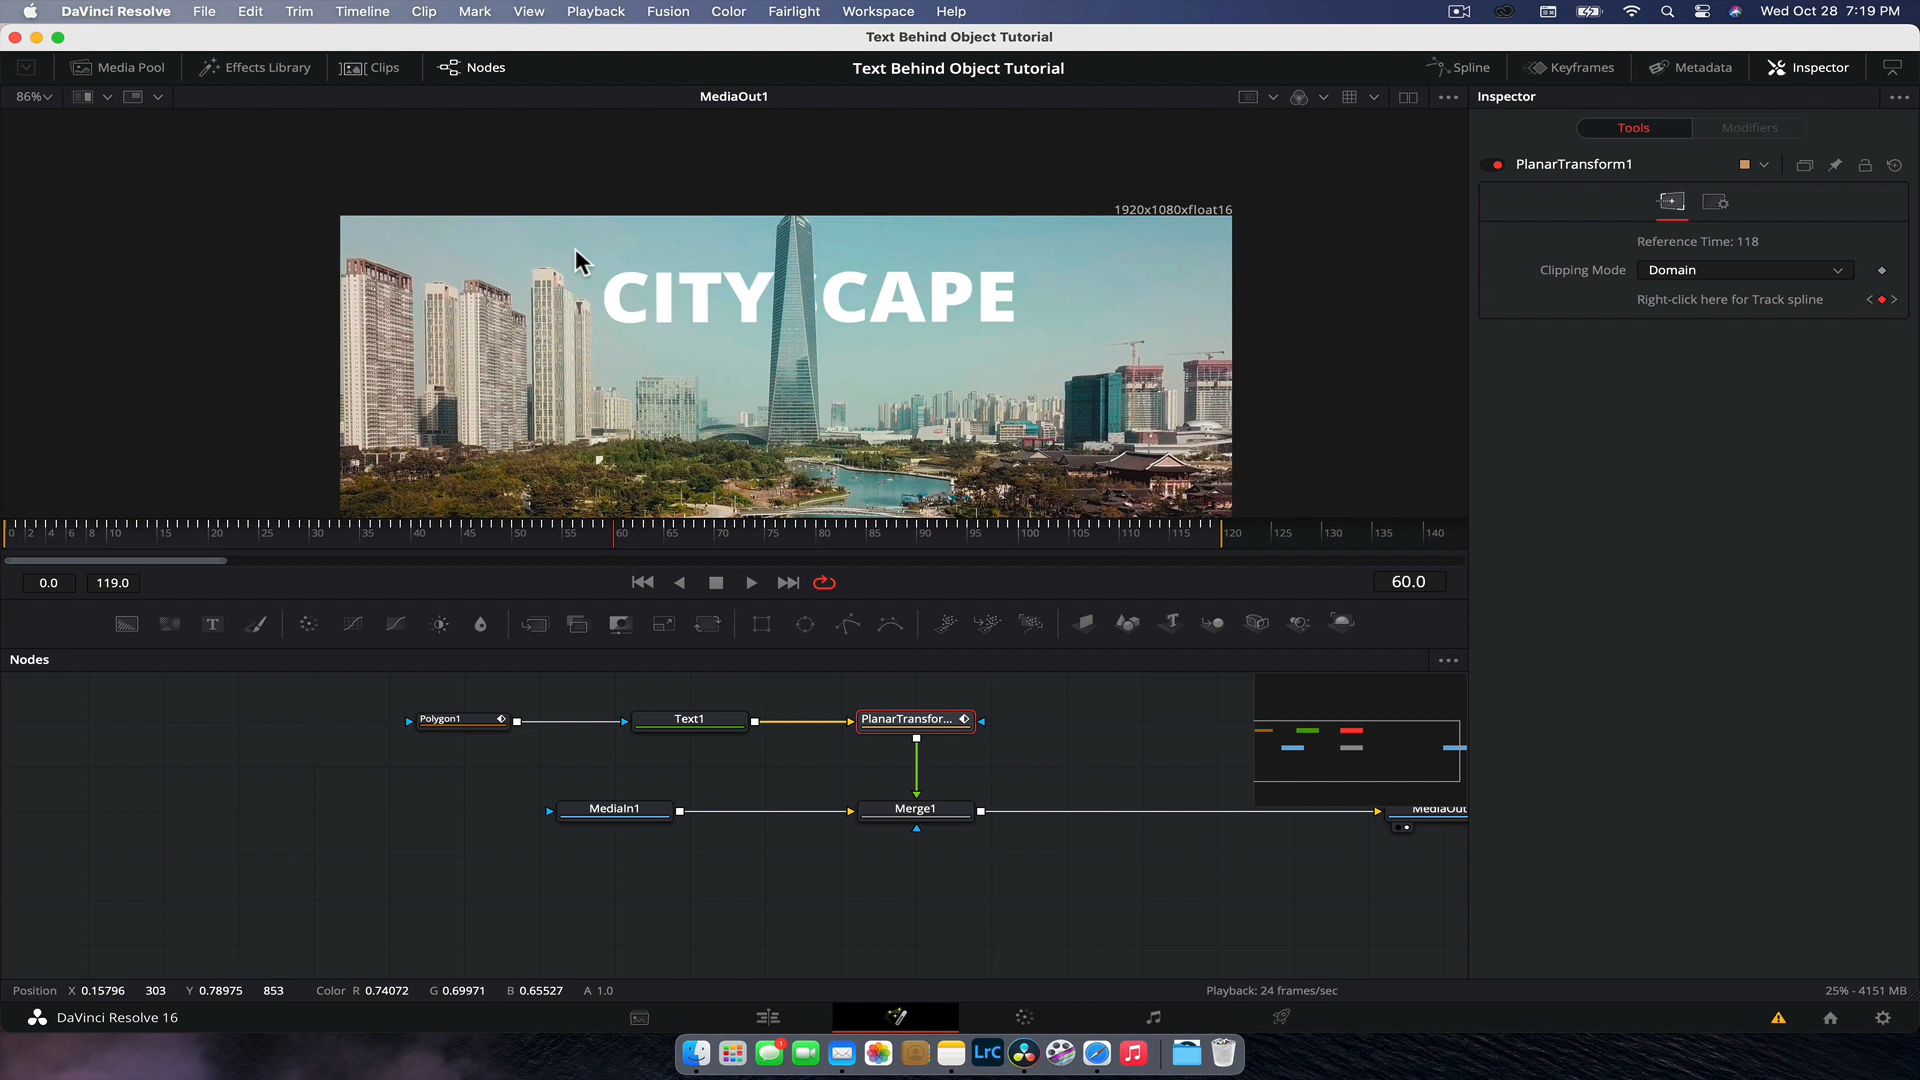 DaVinci Resolve File Edit Trim Timeline Clip Mark View Playback Fusion Color Fairlight Workspace Help Wed Oct 28 7:19 PM
Text Behind Object Tutorial
Media Pool Effects Library Clips Nodes Text Behind Object Tutorial Spline Keyframes Metadata Inspector
86% MediaOut1 Inspector
Tools Modifiers
PlanarTransform1
1920x1080xfloat16
Reference Time: 118
Clipping Mode Domain
Right-click here for Track spline
CITY SCAPE
0 2 4 6 8 10 15 20 25 30 35 40 45 50 55 60 65 70 75 80 85 90 95 100 105 110 115 120 125 130 135 140
0.0 119.0 60.0
Nodes
Polygon1 Text1 PlanarTransfor...
MediaIn1 Merge1 MediaOut
Position X 0.15796 303 Y 0.78975 853 Color R 0.74072 G 0.69971 B 0.65527 A 1.0 Playback: 24 frames/sec 25% - 4151 MB
DaVinci Resolve 16
1
LrC